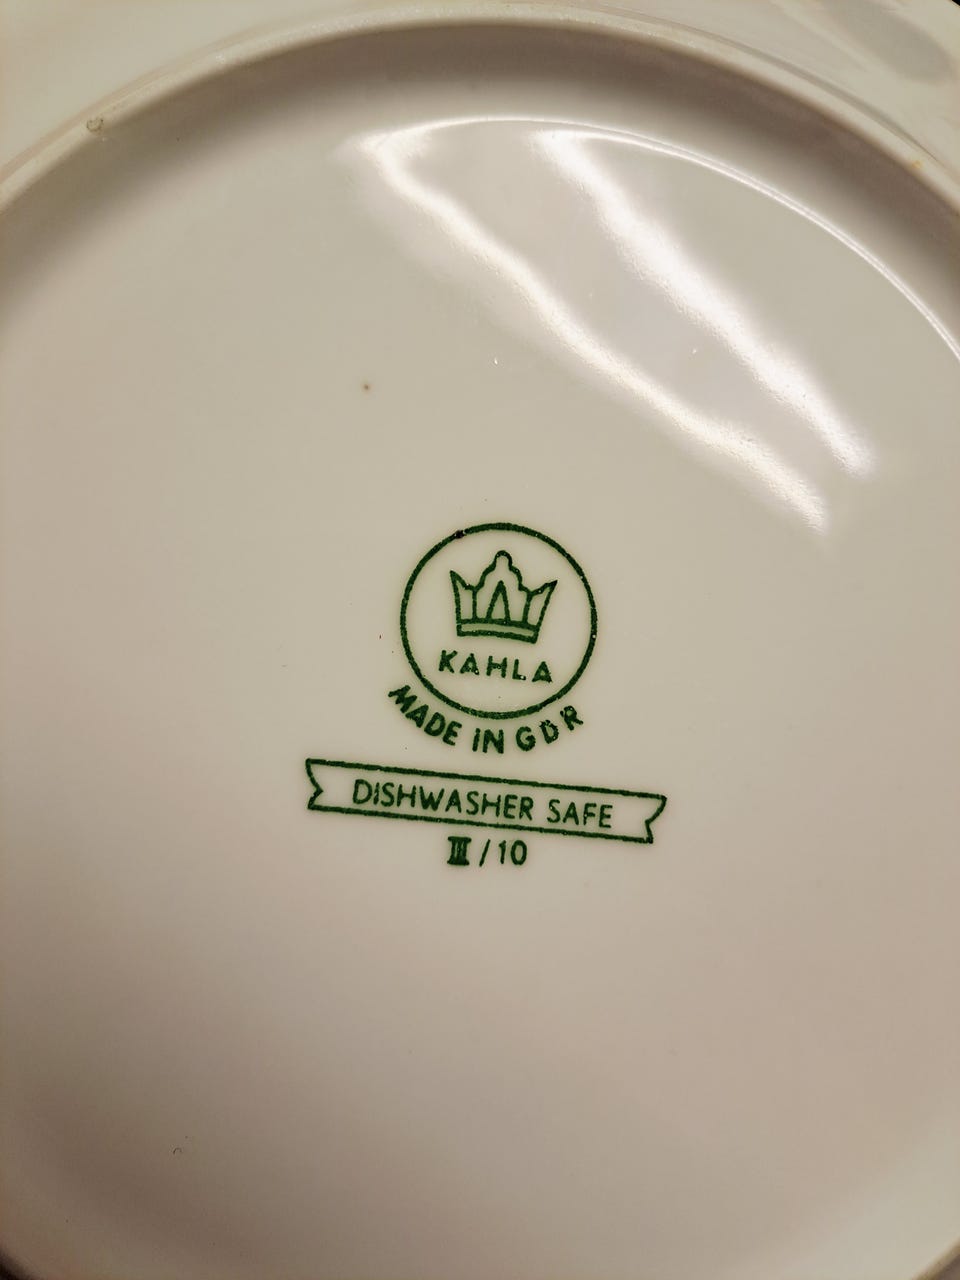 KAHLA
MADE IN GDR
DISHWASHER SAFE
III/10